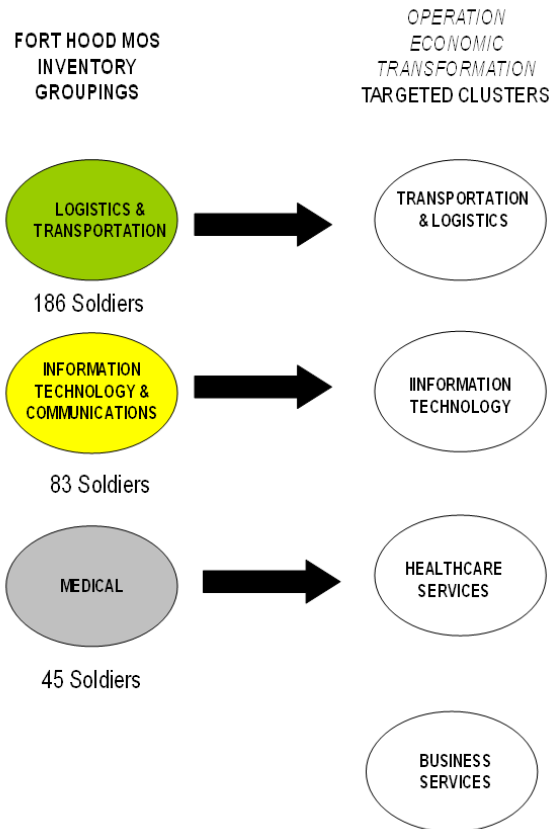 FORT HOOD MOS
INVENTORY
GROUPINGS
OPERATION
ECONOMIC
TRANSFORMATION
TARGETED CLUSTERS
LOGISTICS &
TRANSPORTATION
186 Soldiers
TRANSPORTATION
& LOGISTICS
INFORMATION
TECHNOLOGY &
COMMUNICATIONS
83 Soldiers
IINFORMATION
TECHNOLOGY
MEDICAL
45 Soldiers
HEALTHCARE
SERVICES
BUSINESS
SERVICES